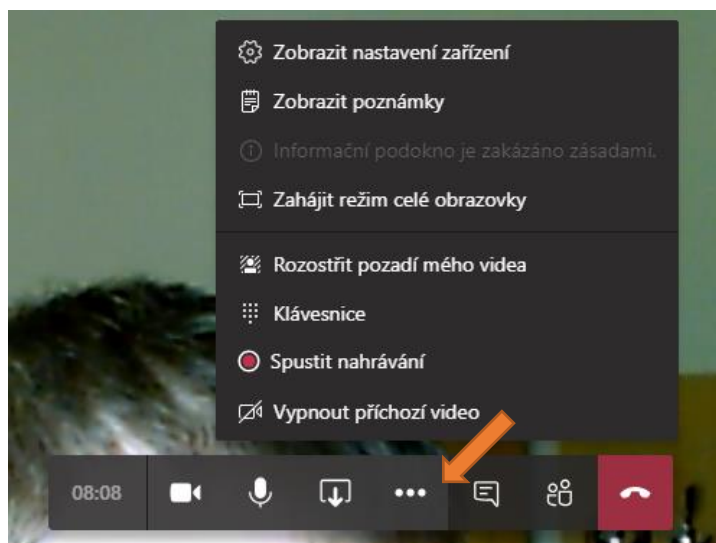 Zobrazit nastavení zařízení
Zobrazit poznámky
Informační podokno je zakázáno zásadami.
Zahájit režim celé obrazovky
Rozostřit pozadí mého videa
Klávesnice
Spustit nahrávání
Vypnout příchozí video
08:08